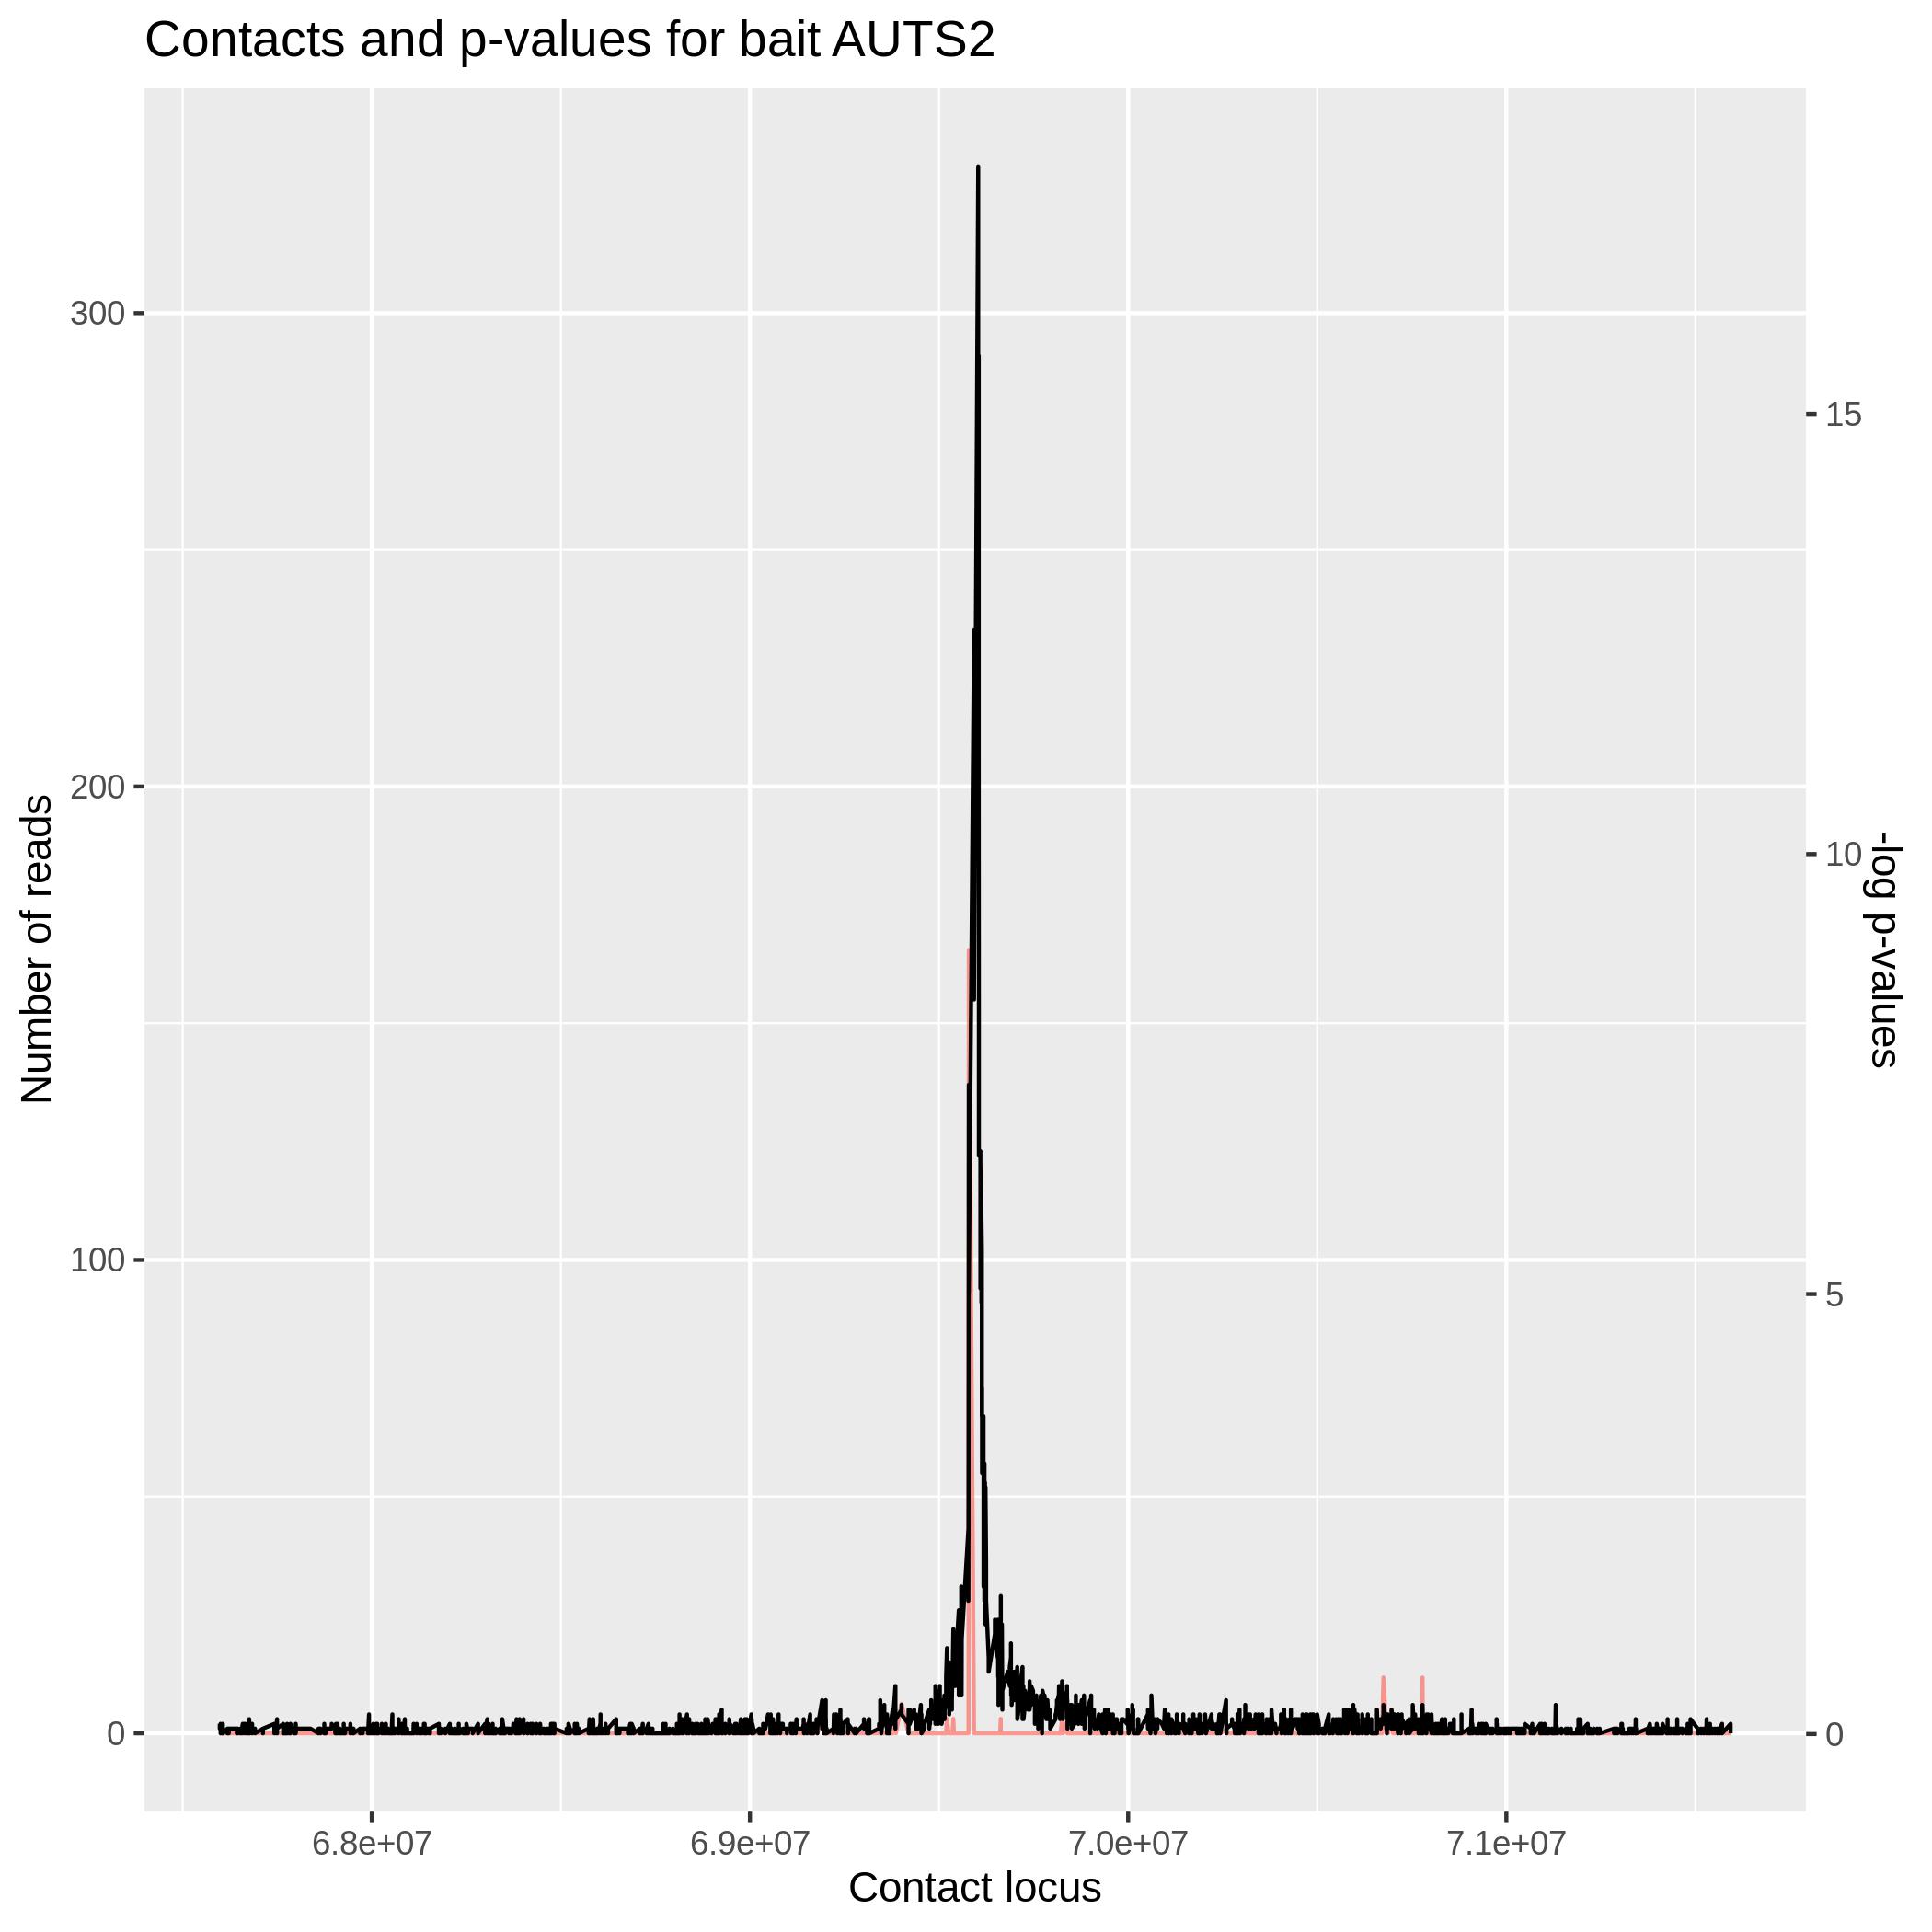 Contacts and p-values for bait AUTS2
Number of reads
300
200
100
0
15
10
5
0
-log p-values
6.8e+07 6.9e+07 7.0e+07 7.1e+07
Contact locus